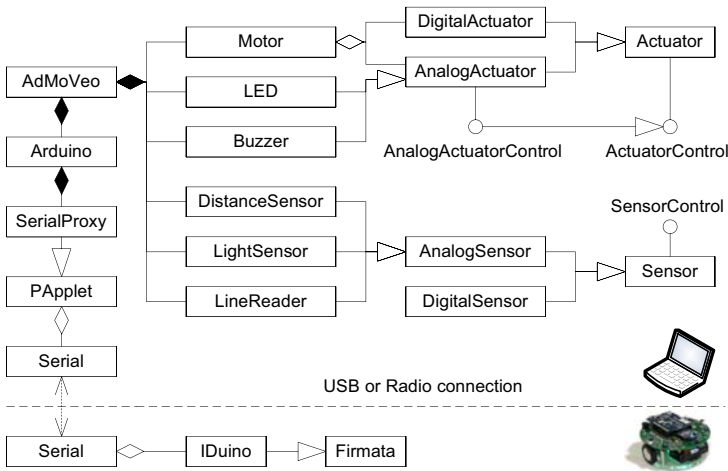 DigitalActuator
Motor
Actuator
AdMoVeo
AnalogActuator
LED
Buzzer
Arduino
AnalogActuatorControl
ActuatorControl
DistanceSensor
SensorControl
SerialProxy
LightSensor
AnalogSensor
Sensor
PApplet
LineReader
DigitalSensor
Serial
USB or Radio connection
Serial
IDuino
Firmata